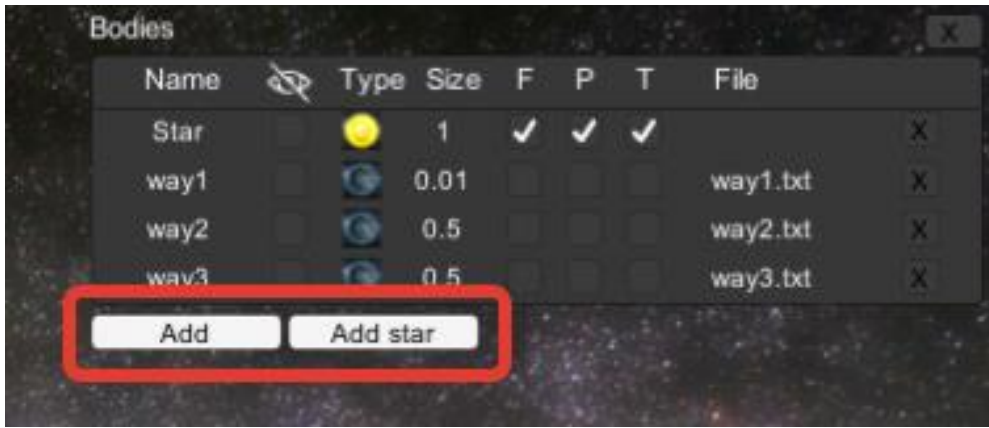 Bodies X
Name Type Size F P T File
Star 1 X
way1 0.01 way1.txt X
way2 0.5 way2.txt X
way3 0.5 way3.txt X
Add Add star